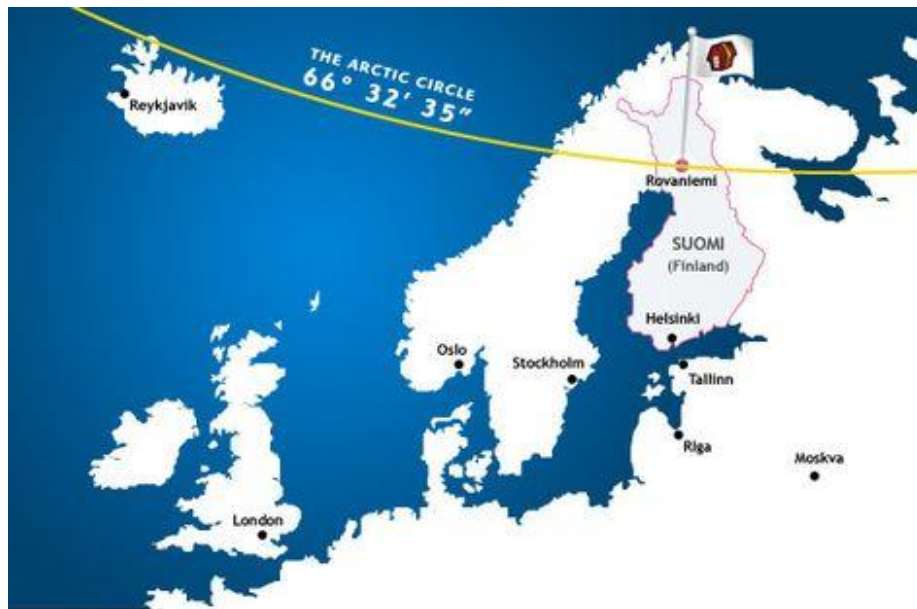 THE ARCTIC CIRCLE
66° 32' 35"
Reykjavik
Rovaniemi
SUOMI
(Finland)
Helsinki
Oslo
Stockholm
Tallinn
Riga
Moskva
London